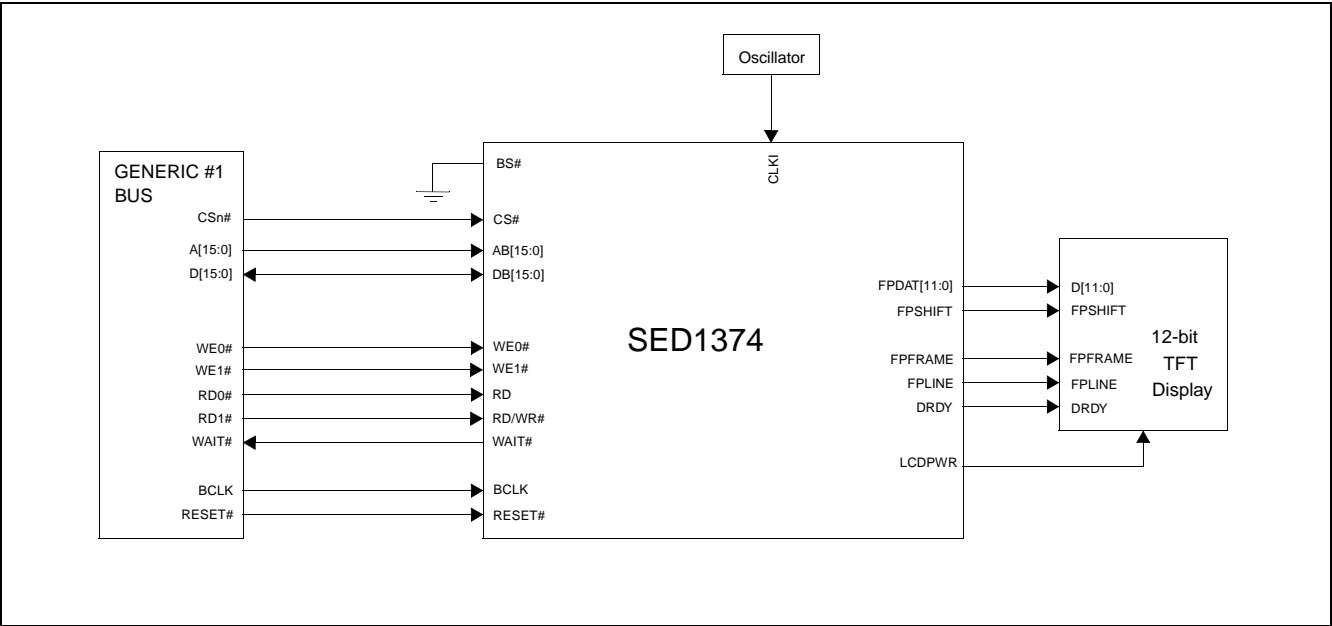 Oscillator
CLKI
GENERIC #1
BUS
CSn#
A[15:0]
D[15:0]
WE0#
WE1#
RD0#
RD1#
WAIT#
BCLK
RESET#
BS#
CS#
AB[15:0]
DB[15:0]
WE0#
WE1#
RD
RD/WR#
WAIT#
BCLK
RESET#
SED1374
FPDAT[11:0]
FPSHIFT
FPFRAME
FPLINE
DRDY
LCDPWR
D[11:0]
FPSHIFT
FPFRAME
FPLINE
DRDY
12-bit
TFT
Display